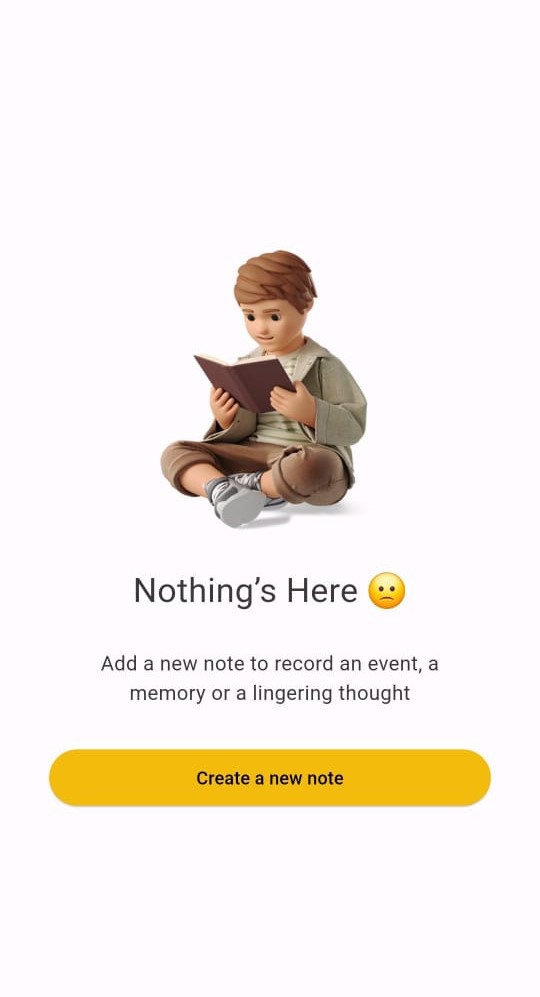 Nothing’s Here 🙁
Add a new note to record an event, a
memory or a lingering thought
Create a new note